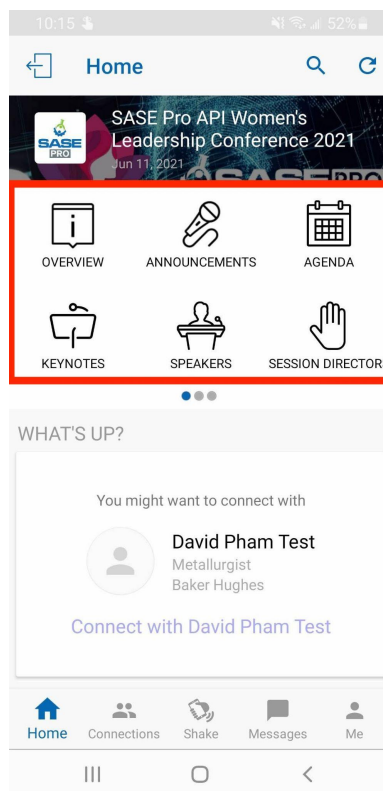 10:15
52%
Home
SASE Pro API Women's
Leadership Conference 2021
Jun 11, 2021
SASE
PRO
SASE PRO
i
OVERVIEW
ANNOUNCEMENTS
AGENDA
KEYNOTES
SPEAKERS
SESSION DIRECTOR
WHAT'S UP?
You might want to connect with
David Pham Test
Metallurgist
Baker Hughes
Connect with David Pham Test
Home
Connections
Shake
Messages
Me